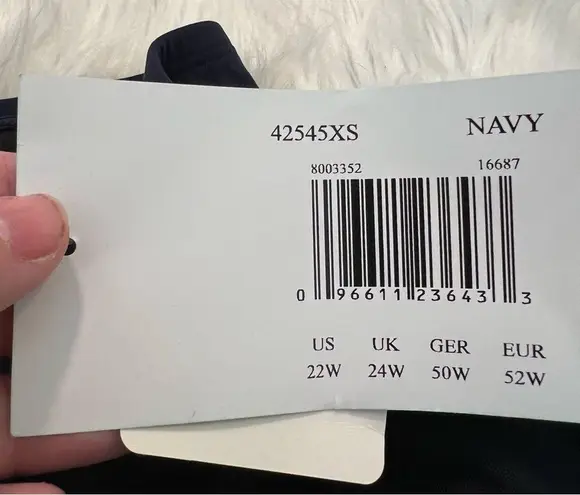 42545XS NAVY
8003352 16687
0 96611 23643 3
US UK GER EUR
22W 24W 50W 52W